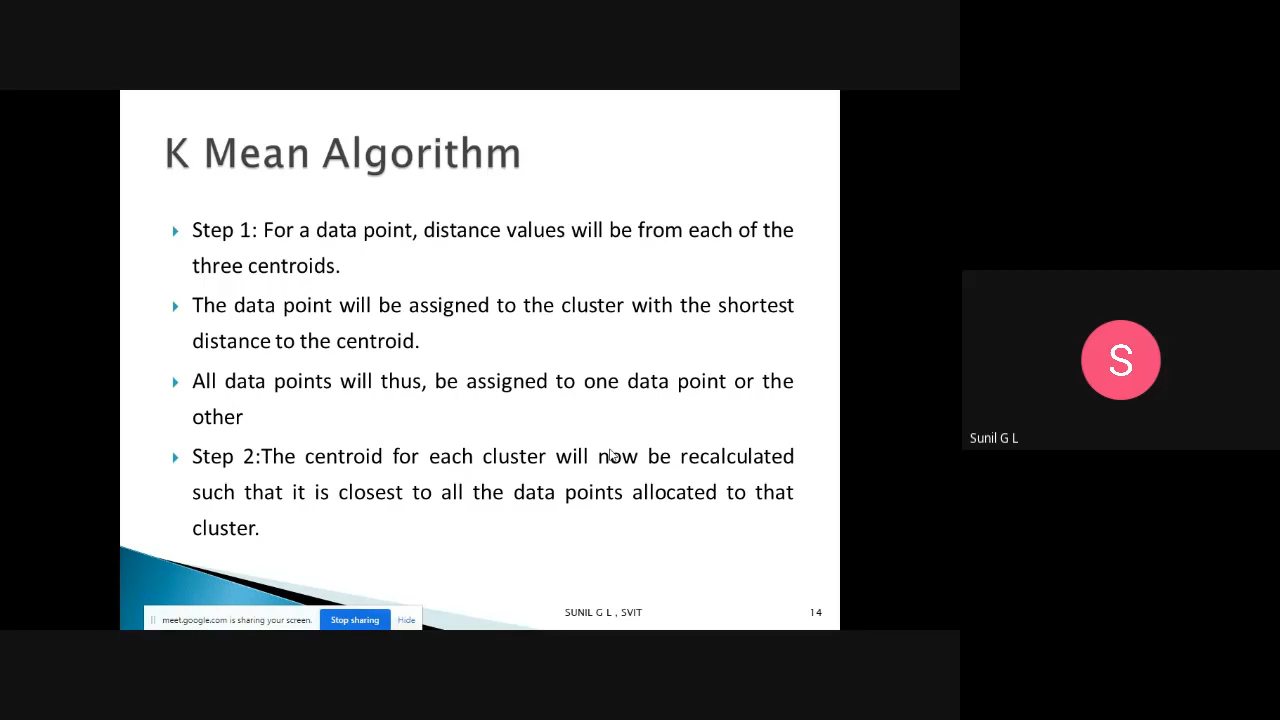 K Mean Algorithm
Step 1: For a data point, distance values will be from each of the
three centroids.
The data point will be assigned to the cluster with the shortest
distance to the centroid.
All data points will thus, be assigned to one data point or the
other
Step 2:The centroid for each cluster will now be recalculated
such that it is closest to all the data points allocated to that
cluster.
SUNIL G L , SVIT
14
meet.google.com is sharing your screen.
Stop sharing
Hide
S
Sunil G L